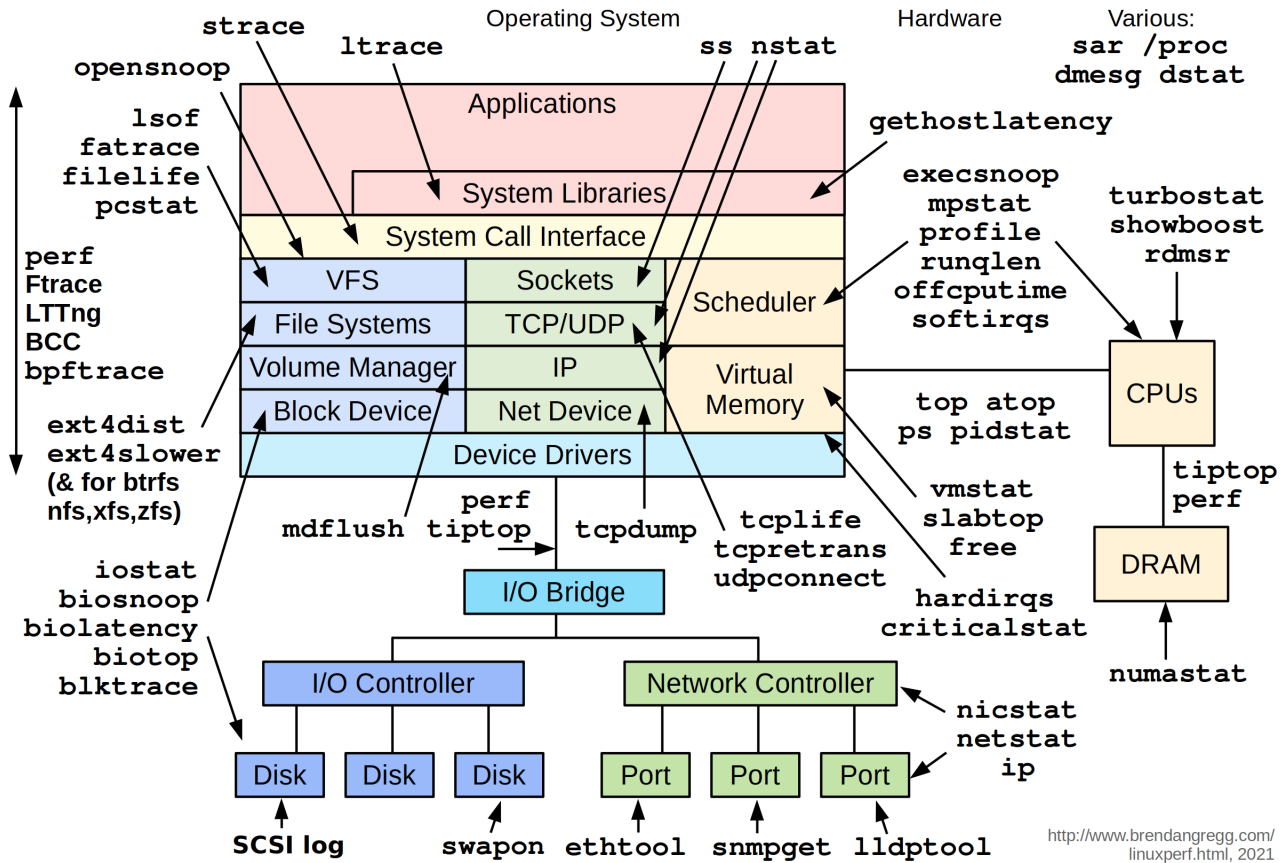 Operating System
Hardware
Various:
sar /proc
dmesg dstat
strace
ltrace
ss nstat
opensnoop
lsof
fatrace
filelife
pcstat
gethostlatency
execsnoop
mpstat
profile
runqlen
offcputime
softirqs
turbostat
showboost
rdmsr
perf
Ftrace
LTTng
BCC
bpftrace
Applications
System Libraries
System Call Interface
VFS
Sockets
Scheduler
File Systems
TCP/UDP
Volume Manager
IP
Virtual
Memory
Block Device
Net Device
Device Drivers
CPUs
top atop
ps pidstat
tiptop
perf
DRAM
numastat
ext4dist
ext4slower
(& for btrfs
nfs,xfs,zfs)
mdflush
perf
tiptop
tcpdump
tcplife
tcpretrans
udpconnect
vmstat
slabtop
free
hardirqs
criticalstat
iostat
biosnoop
biolatency
biotop
blktrace
I/O Bridge
I/O Controller
Network Controller
nicstat
netstat
ip
Disk
Disk
Disk
Port
Port
Port
SCSI log
swapon
ethtool
snmpget
lldptool
http://www.brendangregg.com/
linuxperf.html, 2021